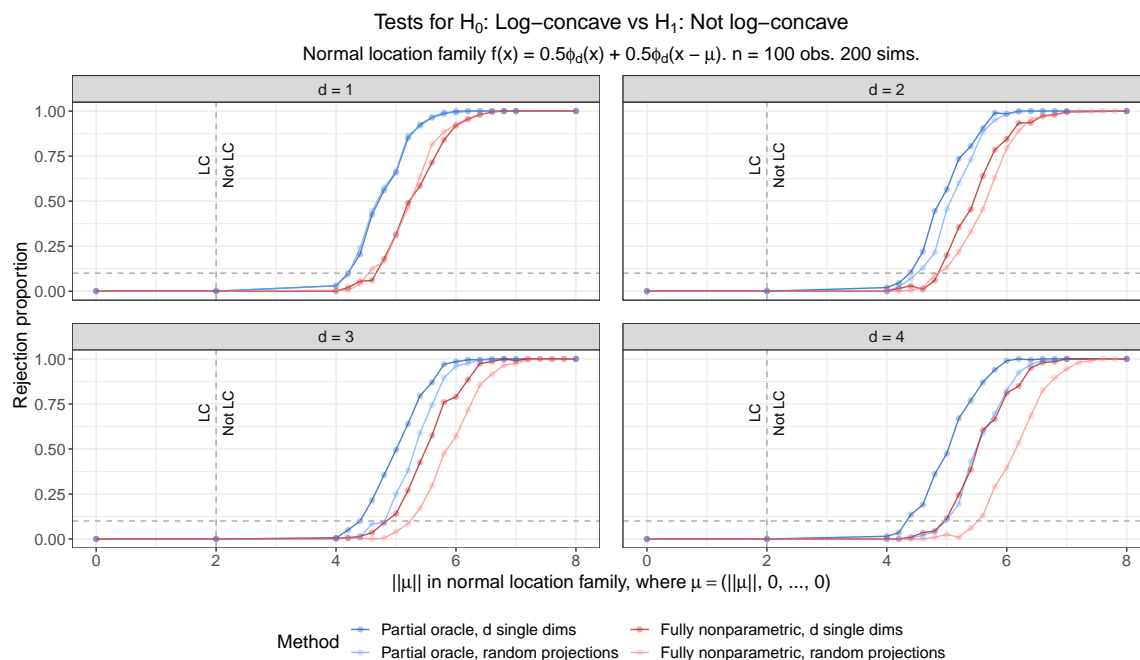 Tests for H₀: Log−concave vs H₁: Not log−concave
Normal location family f(x) = 0.5ϕ_d(x) + 0.5ϕ_d(x − μ). n = 100 obs. 200 sims.
d = 1
d = 2
1.00
0.75
0.50
0.25
0.00
LC
Not LC
LC
Not LC
d = 3
d = 4
1.00
0.75
0.50
0.25
0.00
LC
Not LC
LC
Not LC
0 2 4 6 8
0 2 4 6 8
Rejection proportion
||μ|| in normal location family, where μ = (||μ||, 0, ..., 0)
Method
Partial oracle, d single dims
Fully nonparametric, d single dims
Partial oracle, random projections
Fully nonparametric, random projections